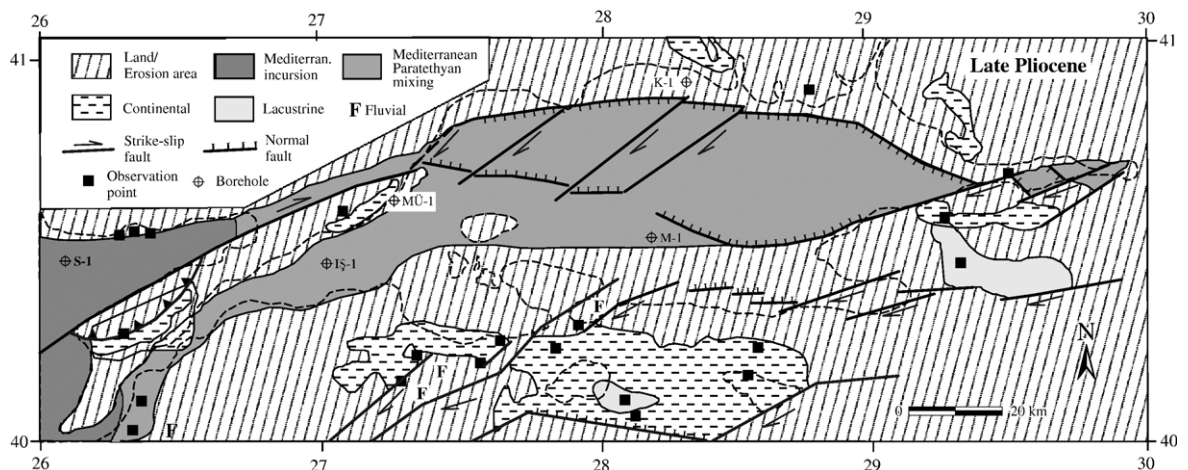 26 27 28 29 30
41 41
Late Pliocene
Land/
Erosion area
Mediterran.
incursion
Mediterranean
Paratethyan
mixing
Continental
Lacustrine
F Fluvial
Strike-slip
fault
Normal
fault
Observation
point
Borehole
K-1
MÜ-1
S-1
IŞ-1
M-1
F
F
F
F
F
N
0 20 km
40 40
26 27 28 29 30